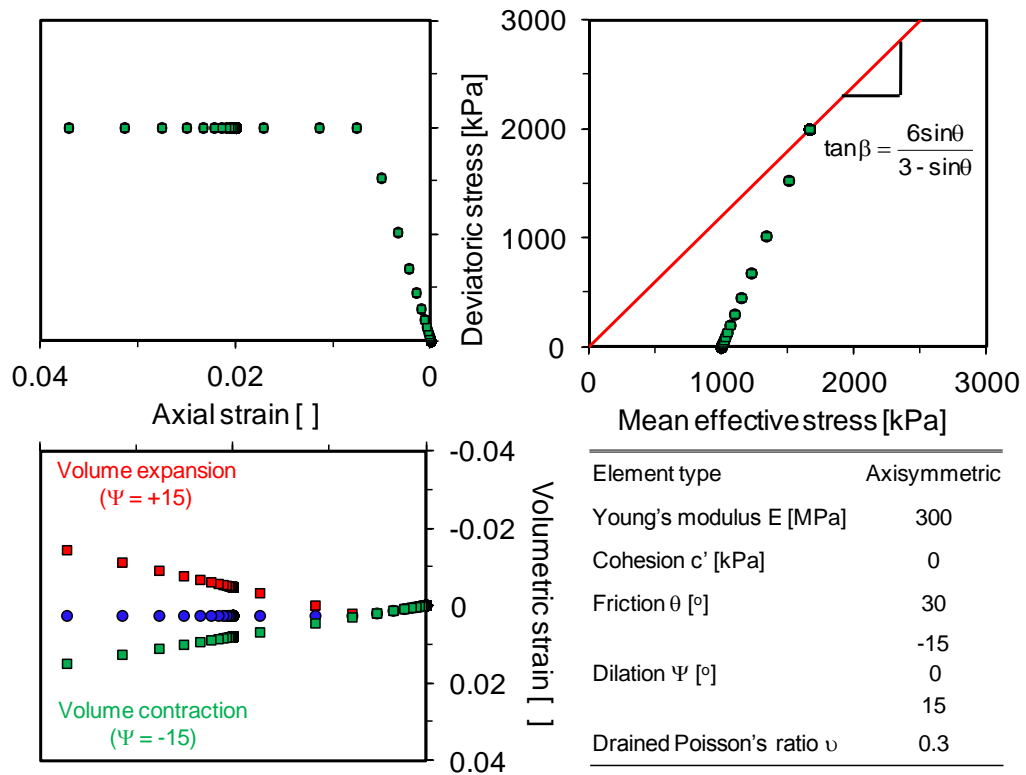 3000
2000
1000
0
Deviatoric stress [kPa]
0.04
0.02
0
Axial strain [ ]
tanβ = 6sinθ / 3 - sinθ
0
1000
2000
3000
Mean effective stress [kPa]
Volume expansion
(Ψ = +15)
Volume contraction
(Ψ = -15)
-0.04
-0.02
0
0.02
0.04
Volumetric strain [ ]
Element type Axisymmetric
Young's modulus E [MPa] 300
Cohesion c' [kPa] 0
Friction θ [o] 30
-15
Dilation Ψ [o] 0
15
Drained Poisson's ratio υ 0.3